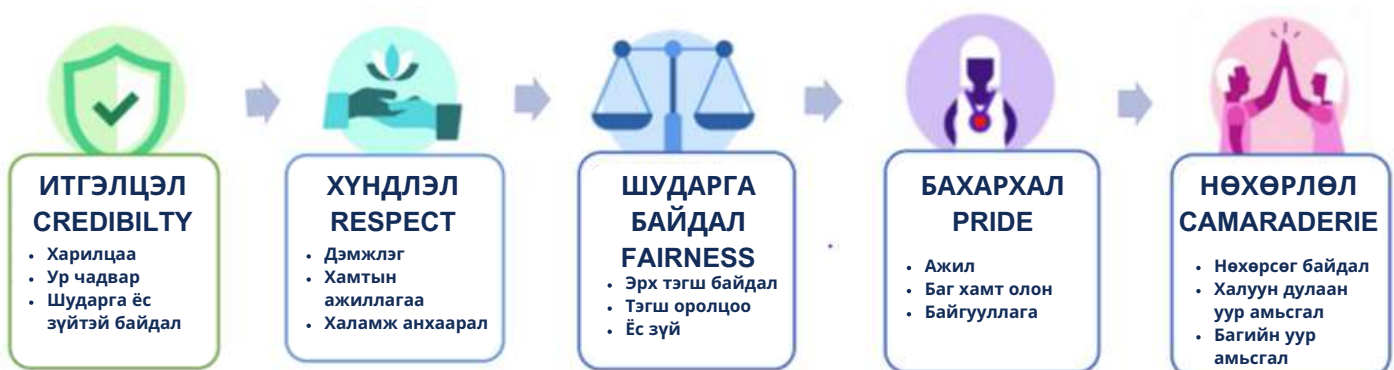 ИТГЭЛЦЭЛ
CREDIBILTY
• Харилцаа
• Ур чадвар
• Шударга ёс
зүйтэй байдал
ХҮНДЛЭЛ
RESPECT
• Дэмжлэг
• Хамтын
ажиллагаа
• Халамж анхаарал
ШУДАРГА
БАЙДАЛ
FAIRNESS
• Эрх тэгш байдал
• Тэгш оролцоо
• Ёс зүй
БАХАРХАЛ
PRIDE
• Ажил
• Баг хамт олон
• Байгууллага
НӨХӨРЛӨЛ
CAMARADERIE
• Нөхөрсөг байдал
• Халуун дулаан
уур амьсгал
• Багийн уур
амьсгал